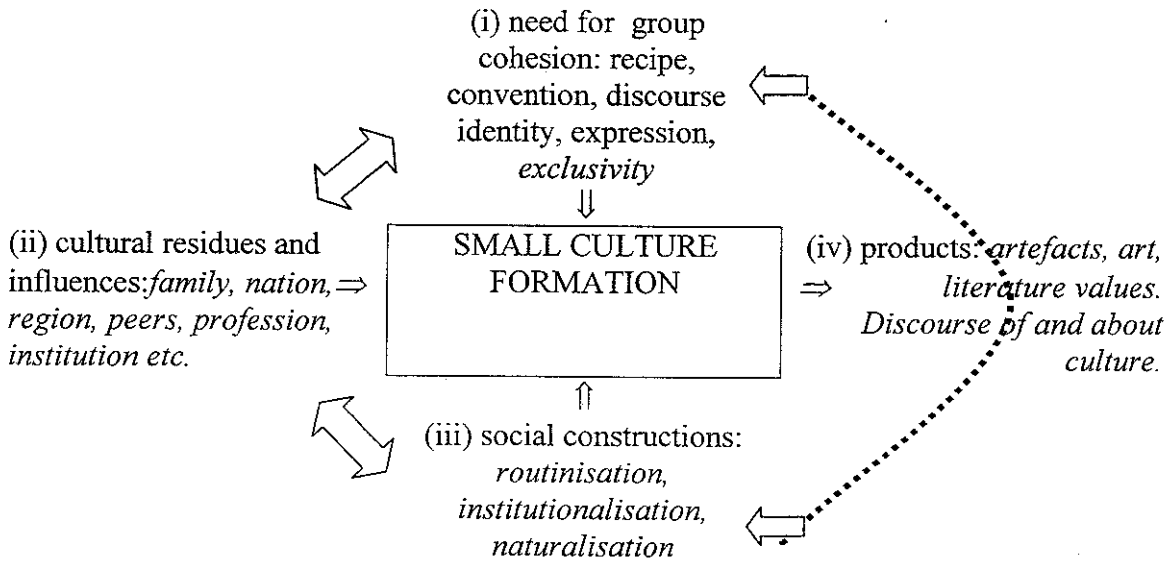 (i) need for group
cohesion: recipe,
convention, discourse
identity, expression,
exclusivity
(ii) cultural residues and
influences:family, nation,
region, peers, profession,
institution etc.
SMALL CULTURE
FORMATION
(iv) products: artefacts, art,
literature values.
Discourse of and about
culture.
(iii) social constructions:
routinisation,
institutionalisation,
naturalisation